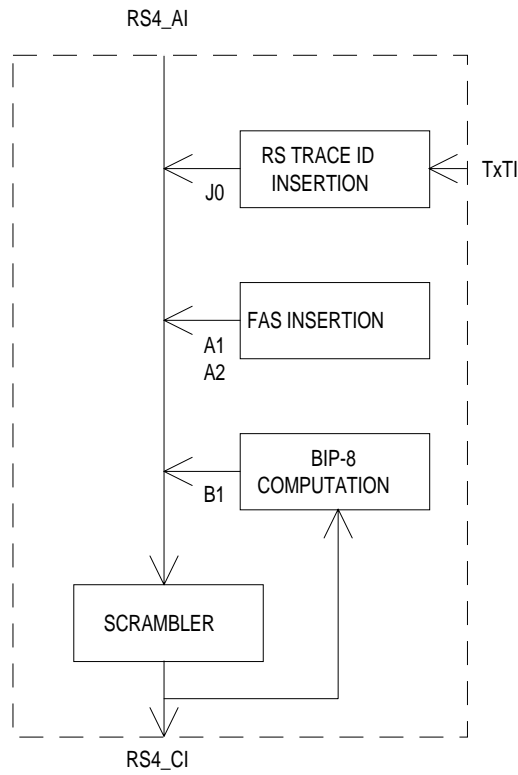 RS4_AI
RS TRACE ID
INSERTION
TxTI
J0
FAS INSERTION
A1
A2
BIP-8
COMPUTATION
B1
SCRAMBLER
RS4_CI